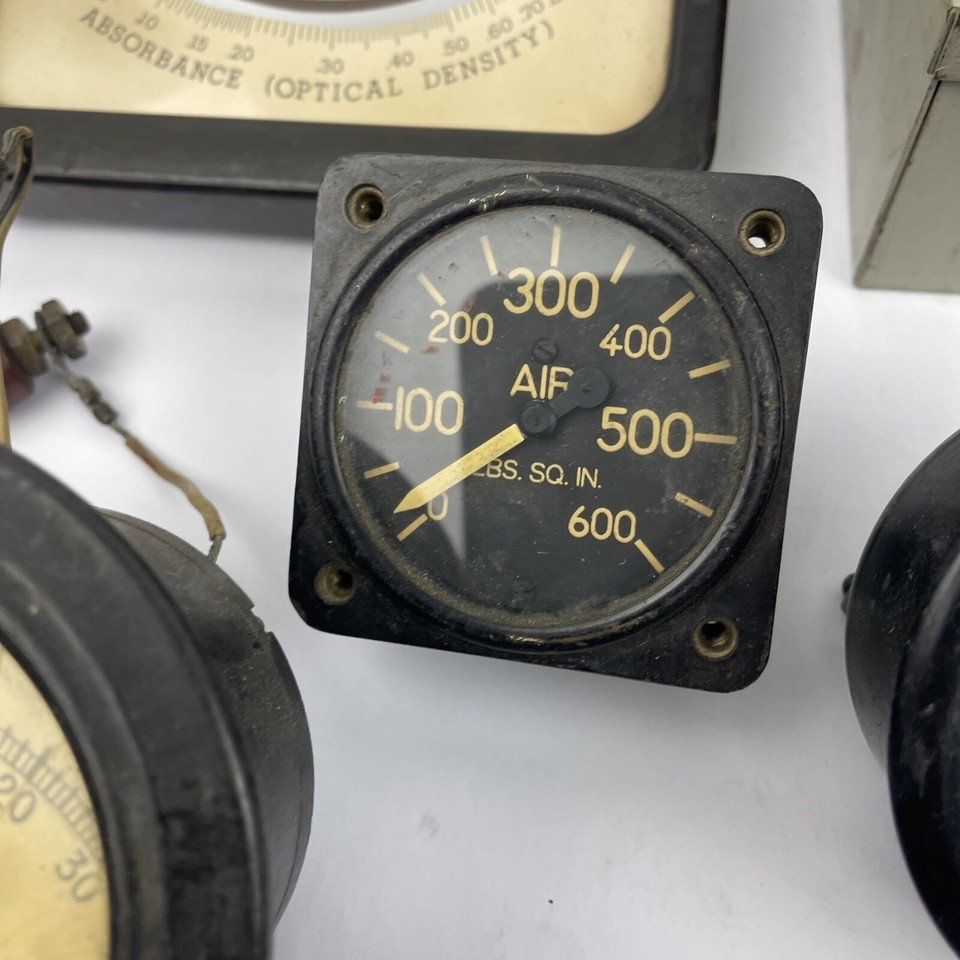 .10 .15 .20 .30 .40 .50 .60 .70
ABSORBANCE (OPTICAL DENSITY)
300
200 400
AIR
100 500
LBS. SQ. IN.
0 600
20
30